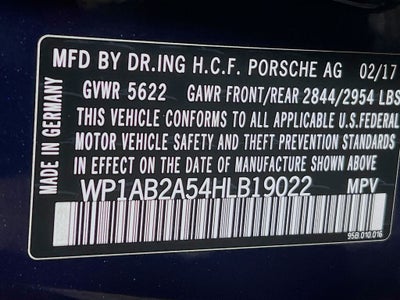 MFD BY DR.ING H.C.F. PORSCHE AG 02/17
GVWR 5622 GAWR FRONT/REAR 2844/2954 LBS
THIS VEHICLE CONFORMS TO ALL APPLICABLE U.S.FEDERAL
MOTOR VEHICLE SAFETY AND THEFT PREVENTION STANDARDS
IN EFFECT ON THE DATE OF MANUFACTURE SHOWN ABOVE
WP1AB2A54HLB19022 MPV
MADE IN GERMANY
95B.010.016